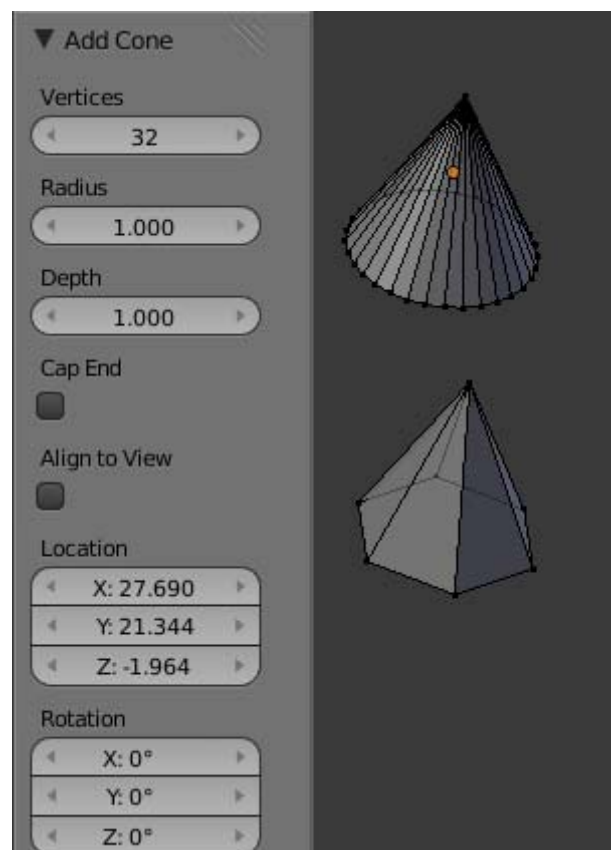 Add Cone
Vertices
32
Radius
1.000
Depth
1.000
Cap End
Align to View
Location
X: 27.690
Y: 21.344
Z: -1.964
Rotation
X: 0°
Y: 0°
Z: 0°